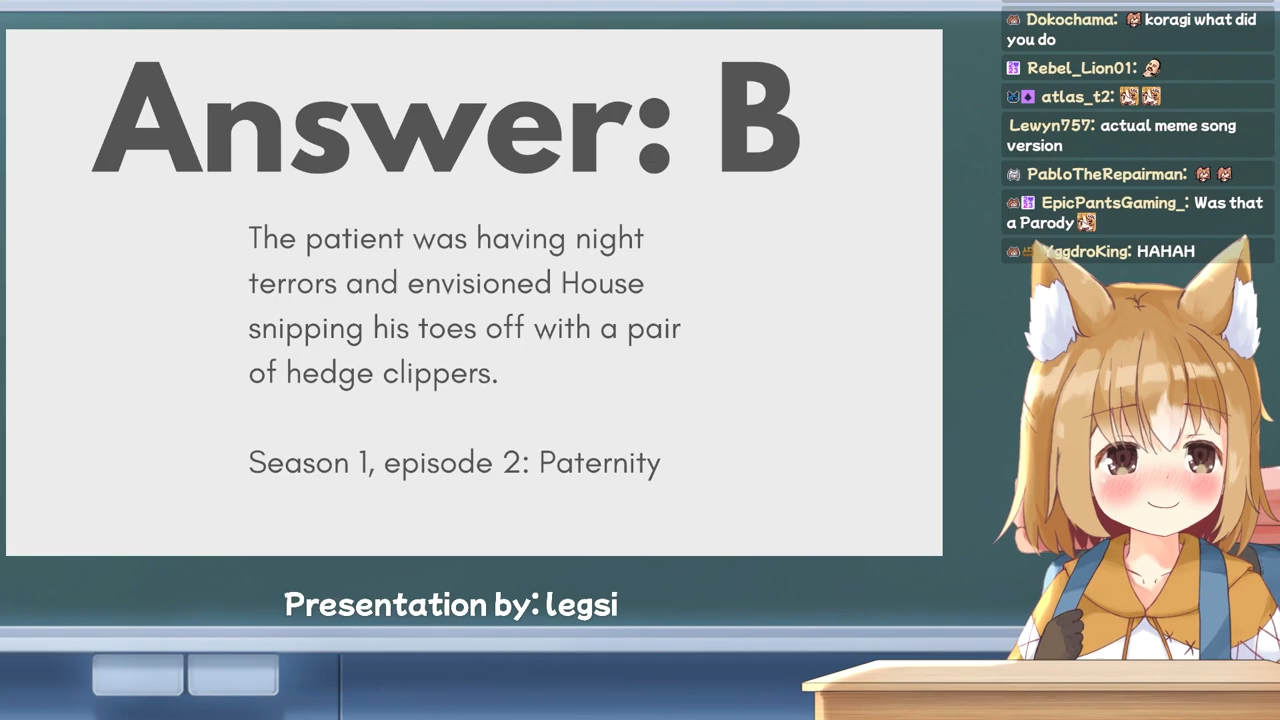 Answer: B
The patient was having night
terrors and envisioned House
snipping his toes off with a pair
of hedge clippers.
Season 1, episode 2: Paternity
Presentation by: legsi
Dokochama: koragi what did
you do
Rebel_Lion01:
atlas_t2:
Lewyn757: actual meme song
version
PabloTheRepairman:
EpicPantsGaming_: Was that
a Parody
YggdroKing: HAHAH